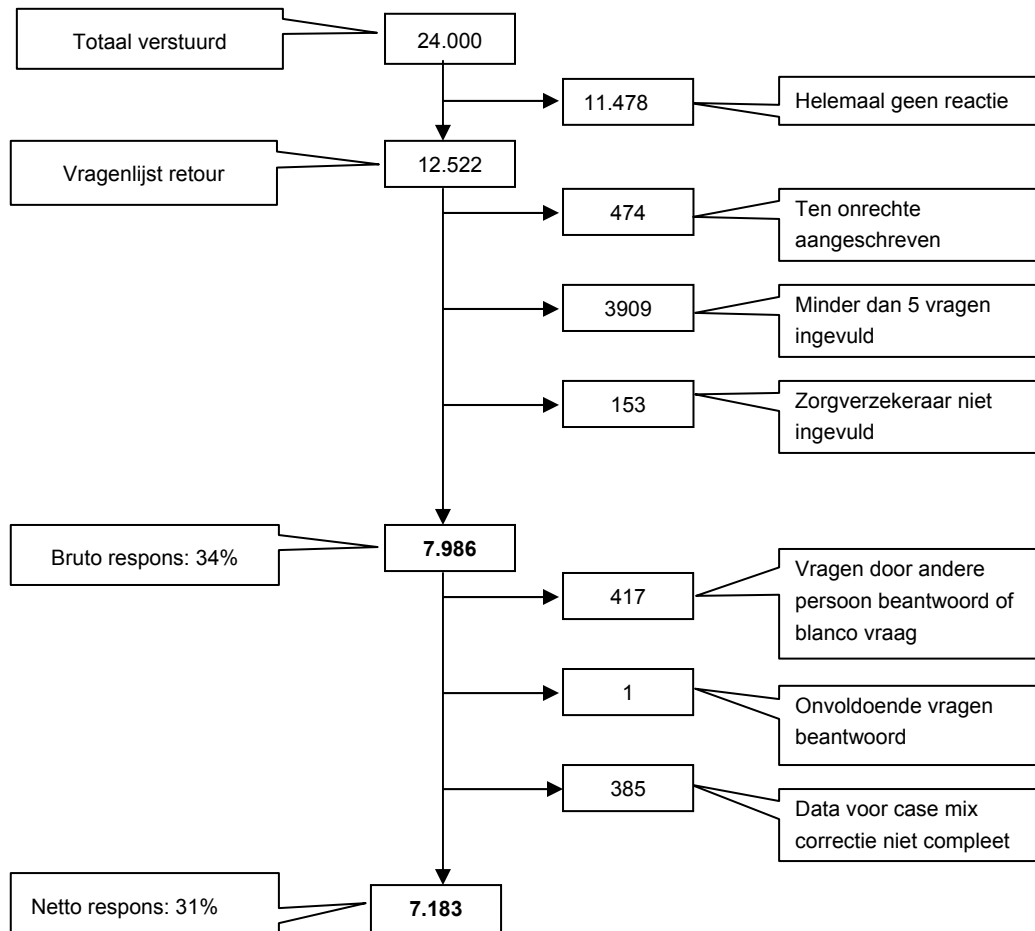 Totaal verstuurd
24.000
11.478
Helemaal geen reactie
Vragenlijst retour
12.522
474
Ten onrechte
aangeschreven
3909
Minder dan 5 vragen
ingevuld
153
Zorgverzekeraar niet
ingevuld
Bruto respons: 34%
7.986
417
Vragen door andere
persoon beantwoord of
blanco vraag
1
Onvoldoende vragen
beantwoord
385
Data voor case mix
correctie niet compleet
Netto respons: 31%
7.183